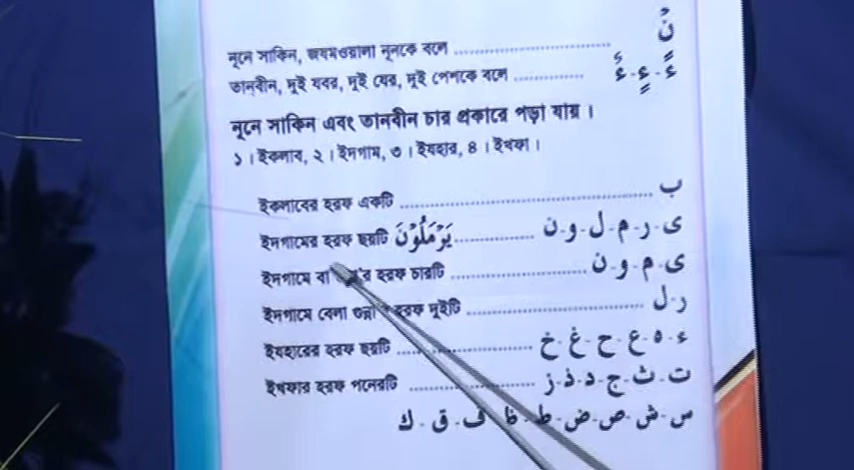 নূনে সাকিন, জযমওয়ালা নূনকে বলে .................................... نْ
তানবীন, দুই যবর, দুই যের, দুই পেশকে বলে ................ ءً - ءٍ - ءٌ
নূনে সাকিন এবং তানবীন চার প্রকারে পড়া যায় ।
১ । ইকলাব, ২ । ইদগাম, ৩ । ইযহার, ৪ । ইখফা ।
ইকলাবের হরফ একটি ............................................................ ب
ইদগামের হরফ ছয়টি يَرْمَلُوْنَ .................. ى - ر - م - ل - و - ن
ইদগামে বা হরফ চারটি ................................ ى - م - و - ن
ইদগামে বেলা গুন্নার হরফ দুইটি .......................................... ر - ل
ইযহারের হরফ ছয়টি ................................ ء - ه - ع - ح - غ - خ
ইখফার হরফ পনেরটি .............................. ت - ث - ج - د - ذ - ز
س - ش - ص - ض - ط - ظ - ف - ق - ك